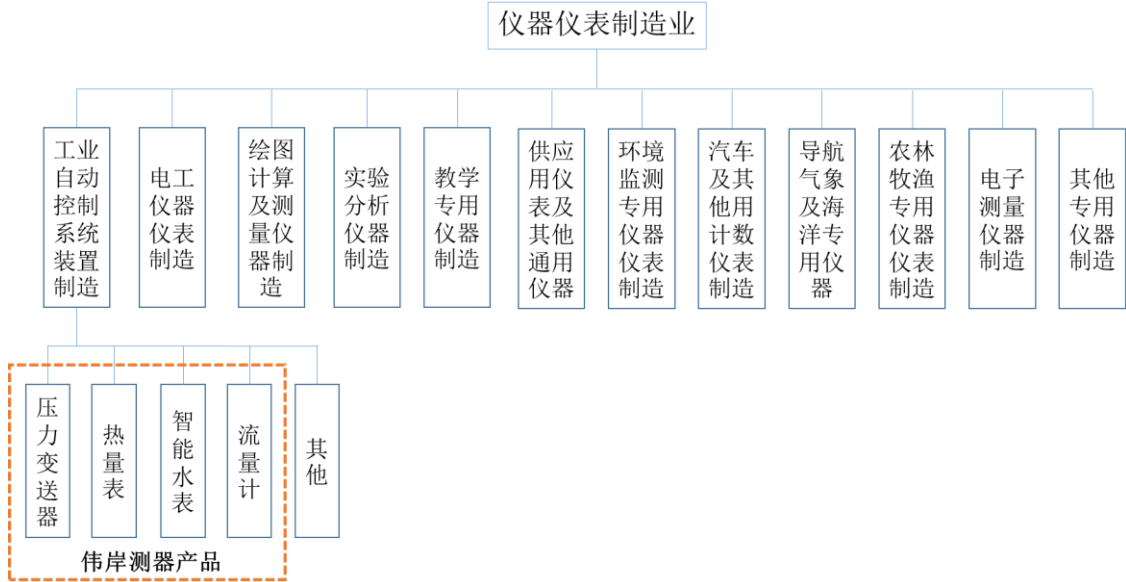 仪器仪表制造业
工业
自动
控制
系统
装置
制造
电工
仪器
仪表
制造
绘图
计算
及测
量仪
器制
造
实验
分析
仪器
制造
教学
专用
仪器
制造
供应
用仪
表及
其他
通用
仪器
环境
监测
专用
仪器
仪表
制造
汽车
及其
他用
计数
仪表
制造
导航
气象
及海
洋专
用仪
器
农林
牧渔
专用
仪器
仪表
制造
电子
测量
仪器
制造
其他
专用
仪器
制造
压力变送器
热量表
智能水表
流量计
其他
伟岸测器产品